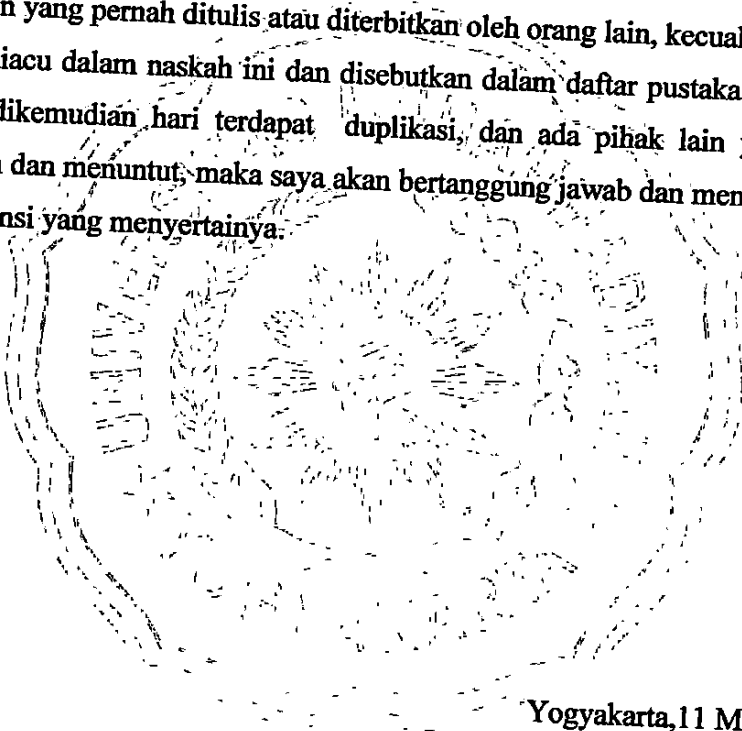 n yang pernah ditulis atau diterbitkan oleh orang lain, kecual
iacu dalam naskah ini dan disebutkan dalam daftar pustaka
dikemudian hari terdapat duplikasi, dan ada pihak lain
dan menuntut, maka saya akan bertanggung jawab dan men
nsi yang menyertainya.
Yogyakarta,11 M